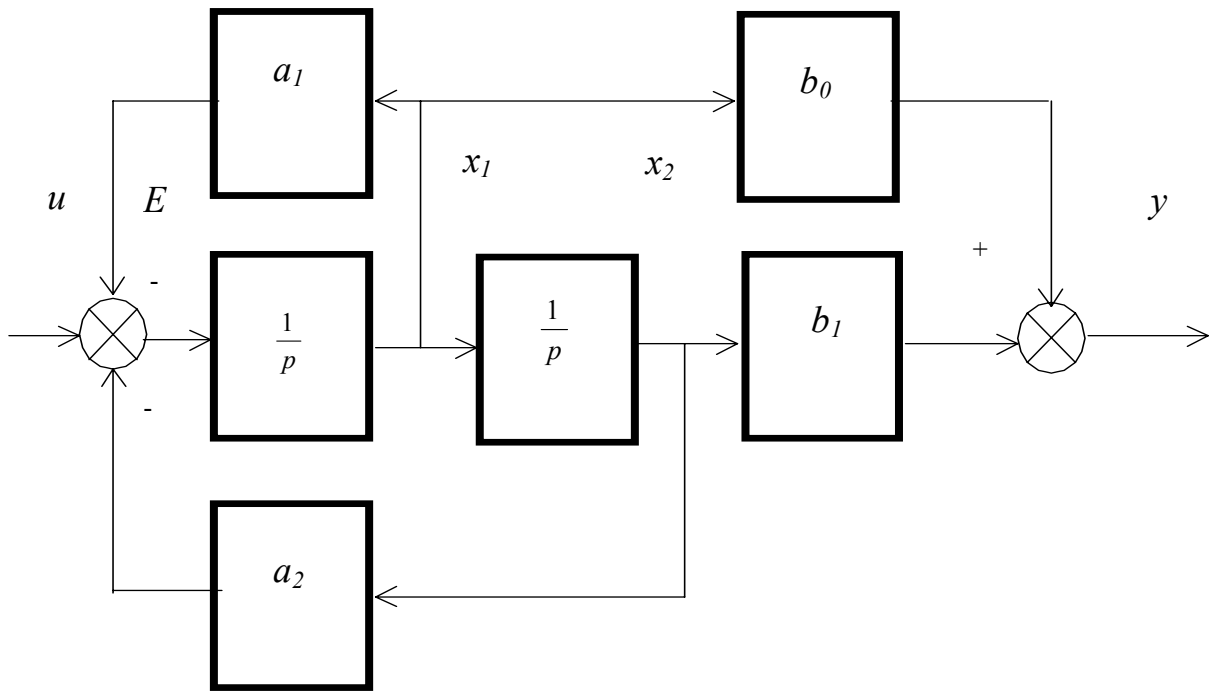 a₁
b₀
x₁ x₂
u E y
+
-
1/p
1/p
b₁
-
a₂